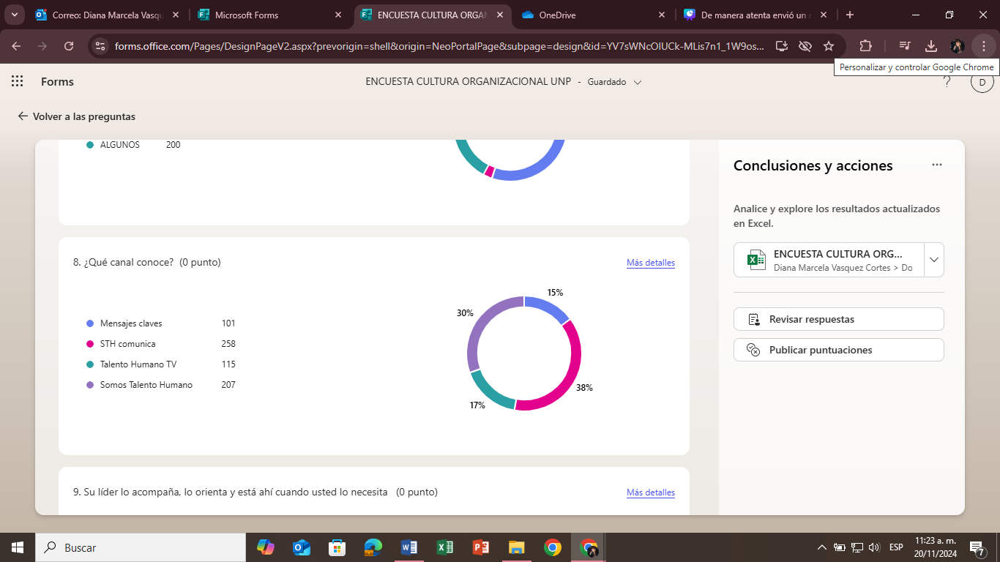 Correo: Diana Marcela Vasqu
Microsoft Forms
ENCUESTA CULTURA ORGAN
OneDrive
De manera atenta envió un
forms.office.com/Pages/DesignPageV2.aspx?prevorigin=shell&origin=NeoPortalPage&subpage=design&id=YV7sWNcOIUCk-MLis7n1_1W9os...
Personalizar y controlar Google Chrome
Forms
ENCUESTA CULTURA ORGANIZACIONAL UNP - Guardado
?
D
Volver a las preguntas
ALGUNOS 200
8. ¿Qué canal conoce? (0 punto)
Más detalles
Mensajes claves 101
STH comunica 258
Talento Humano TV 115
Somos Talento Humano 207
15%
30%
38%
17%
9. Su líder lo acompaña, lo orienta y está ahí cuando usted lo necesita (0 punto)
Más detalles
Conclusiones y acciones
Analice y explore los resultados actualizados
en Excel.
ENCUESTA CULTURA ORG...
Diana Marcela Vasquez Cortes > Do
Revisar respuestas
Publicar puntuaciones
Buscar
ESP
11:23 a. m.
20/11/2024
7